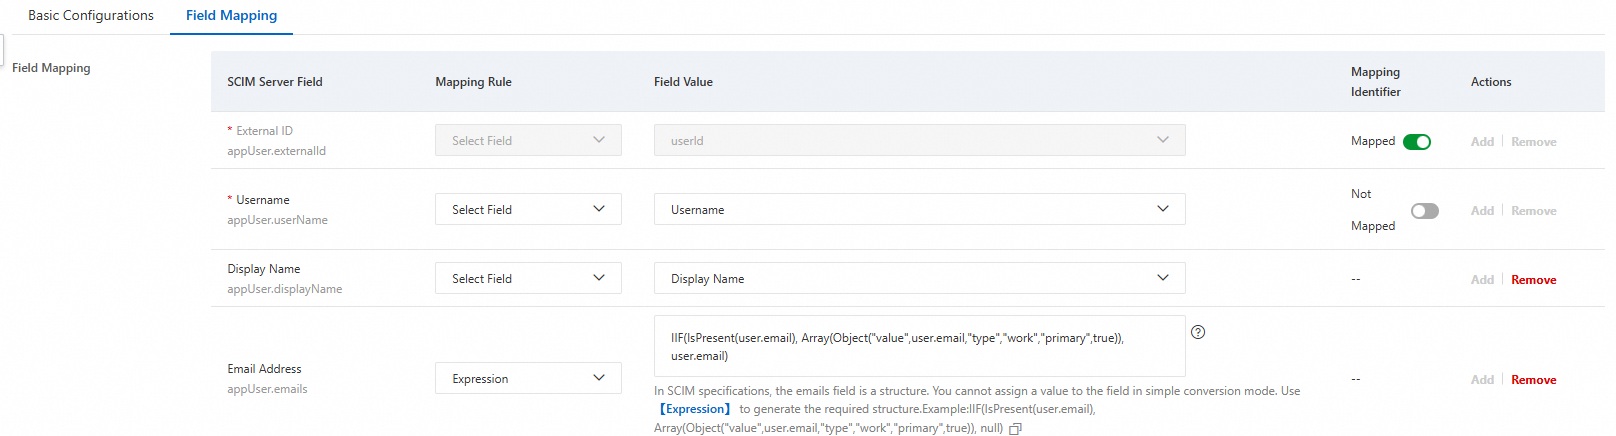 Basic Configurations Field Mapping
Field Mapping
SCIM Server Field Mapping Rule Field Value Mapping Identifier Actions
* External ID
appUser.externalId
Select Field userId Mapped Add Remove
* Username
appUser.userName
Select Field Username Not Mapped Add Remove
Display Name
appUser.displayName
Select Field Display Name -- Add Remove
Email Address
appUser.emails
Expression
IIF(IsPresent(user.email), Array(Object("value",user.email,"type","work","primary",true)),
user.email)
In SCIM specifications, the emails field is a structure. You cannot assign a value to the field in simple conversion mode. Use
【Expression】 to generate the required structure.Example:IIF(IsPresent(user.email),
Array(Object("value",user.email,"type","work","primary",true)), null)
-- Add Remove